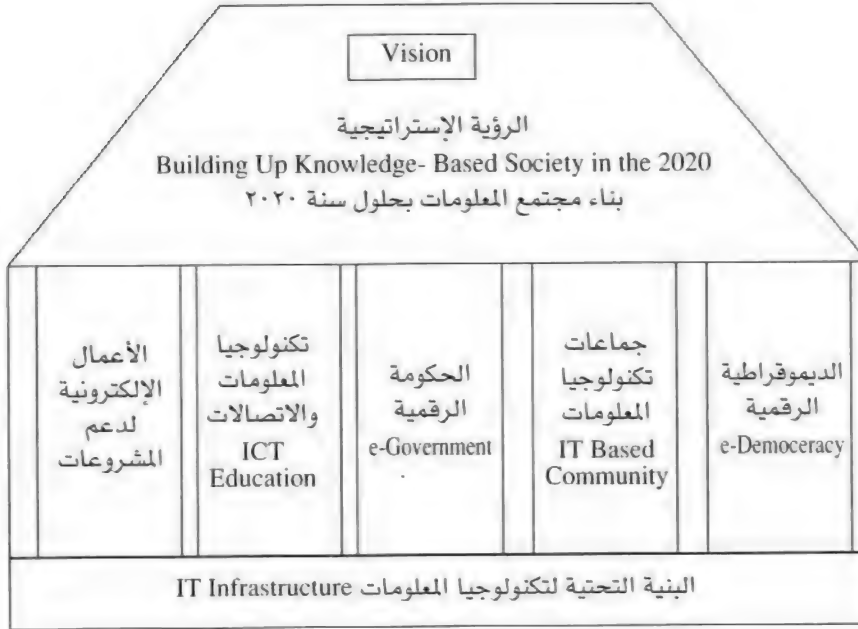 Vision
الرؤية الإستراتيجية
Building Up Knowledge- Based Society in the 2020
بناء مجتمع المعلومات بحلول سنة ٢٠٢٠
الديموقراطية
الرقمية
e-Democeracy
جماعات
تكنولوجيا
المعلومات
IT Based
Community
الحكومة
الرقمية
e-Government
تكنولوجيا
المعلومات
والاتصالات
ICT
Education
الأعمال
الإلكترونية
لدعم
المشروعات
البنية التحتية لتكنولوجيا المعلومات IT Infrastructure